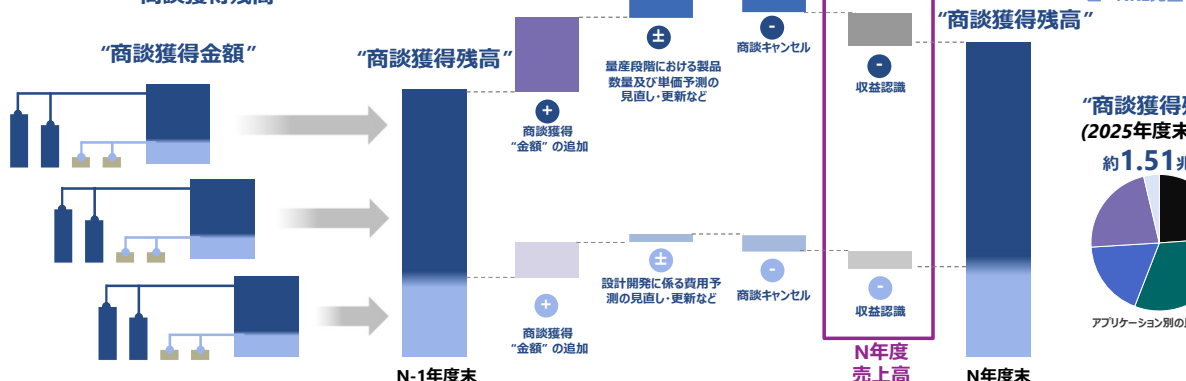 “商談獲得残高”
“商談獲得金額”
“商談獲得残高”
+
商談獲得
“金額” の追加
±
量産段階における製品
数量及び単価予測の
見直し・更新など
-
商談キャンセル
-
収益認識
“商談獲得残高”
+
商談獲得
“金額” の追加
±
設計開発に係る費用予
測の見直し・更新など
-
商談キャンセル
-
収益認識
N-1年度末
N年度
売上高
N年度末
“商談獲得残
(2025年度末
約1.51兆
アプリケーション別の